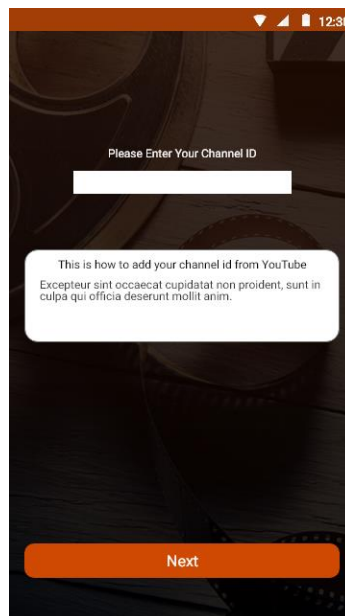 12:30
Please Enter Your Channel ID
This is how to add your channel id from YouTube
Excepteur sint occaecat cupidatat non proident, sunt in
culpa qui officia deserunt mollit anim.
Next